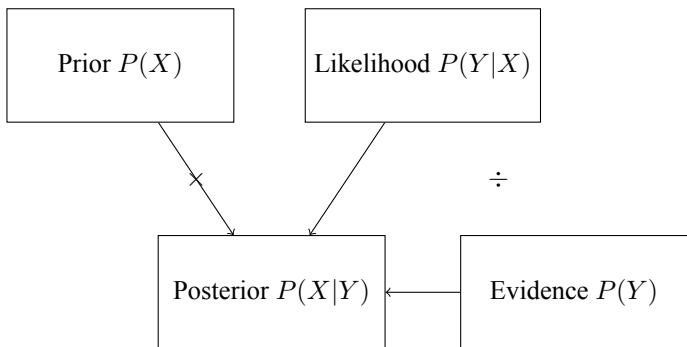 Prior P(X)
Likelihood P(Y|X)
×
÷
Posterior P(X|Y)
Evidence P(Y)